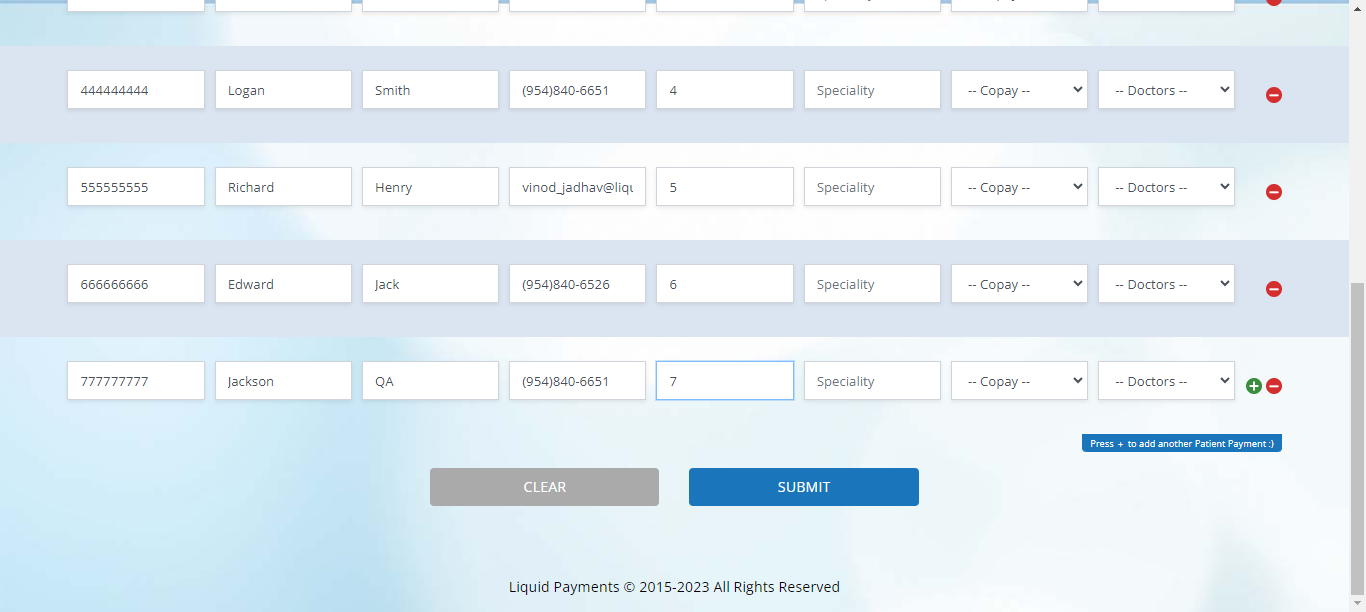 444444444 Logan Smith (954)840-6651 4 Speciality -- Copay -- -- Doctors --
555555555 Richard Henry vinod_jadhav@liqu 5 Speciality -- Copay -- -- Doctors --
666666666 Edward Jack (954)840-6526 6 Speciality -- Copay -- -- Doctors --
777777777 Jackson QA (954)840-6651 7 Speciality -- Copay -- -- Doctors --
Press + to add another Patient Payment :)
CLEAR SUBMIT
Liquid Payments © 2015-2023 All Rights Reserved